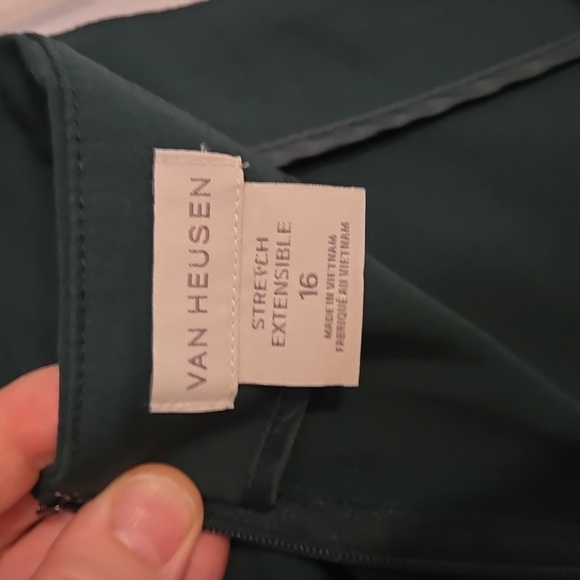 VAN HEUSEN
STRETCH
EXTENSIBLE
16
MADE IN VIETNAM
FABRIQUÉ AU VIETNAM